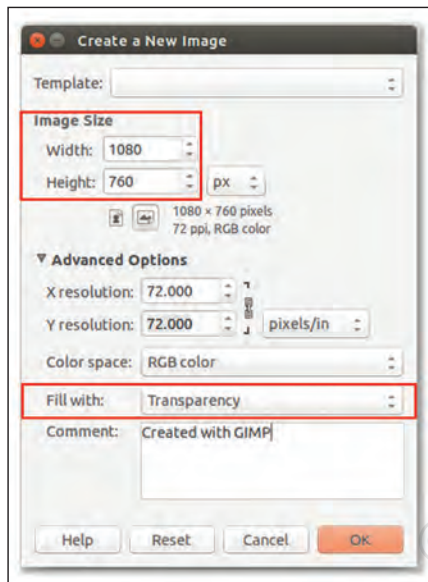 Create a New Image
Template:
Image Size
Width: 1080
Height: 760 px
1080 × 760 pixels
72 ppi, RGB color
Advanced Options
X resolution: 72.000
Y resolution: 72.000 pixels/in
Color space: RGB color
Fill with: Transparency
Comment: Created with GIMP
Help Reset Cancel OK